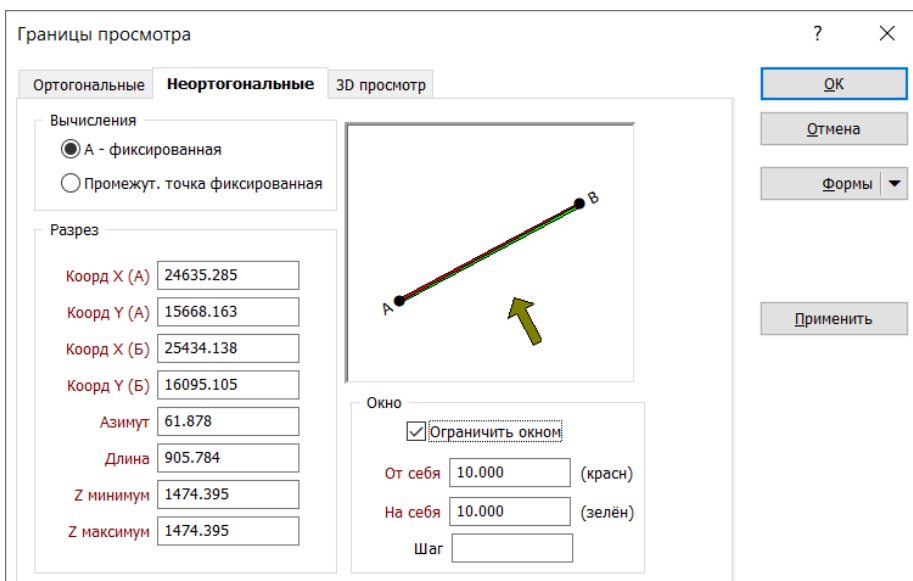 Границы просмотра
?
Ортогональные Неортогональные 3D просмотр
Вычисления
А - фиксированная
Промежут. точка фиксированная
Разрез
Коорд X (А) 24635.285
Коорд Y (А) 15668.163
Коорд X (Б) 25434.138
Коорд Y (Б) 16095.105
Азимут 61.878
Длина 905.784
Z минимум 1474.395
Z максимум 1474.395
A
B
Окно
Ограничить окном
От себя 10.000 (красн)
На себя 10.000 (зелён)
Шаг
OK
Отмена
Формы
Применить